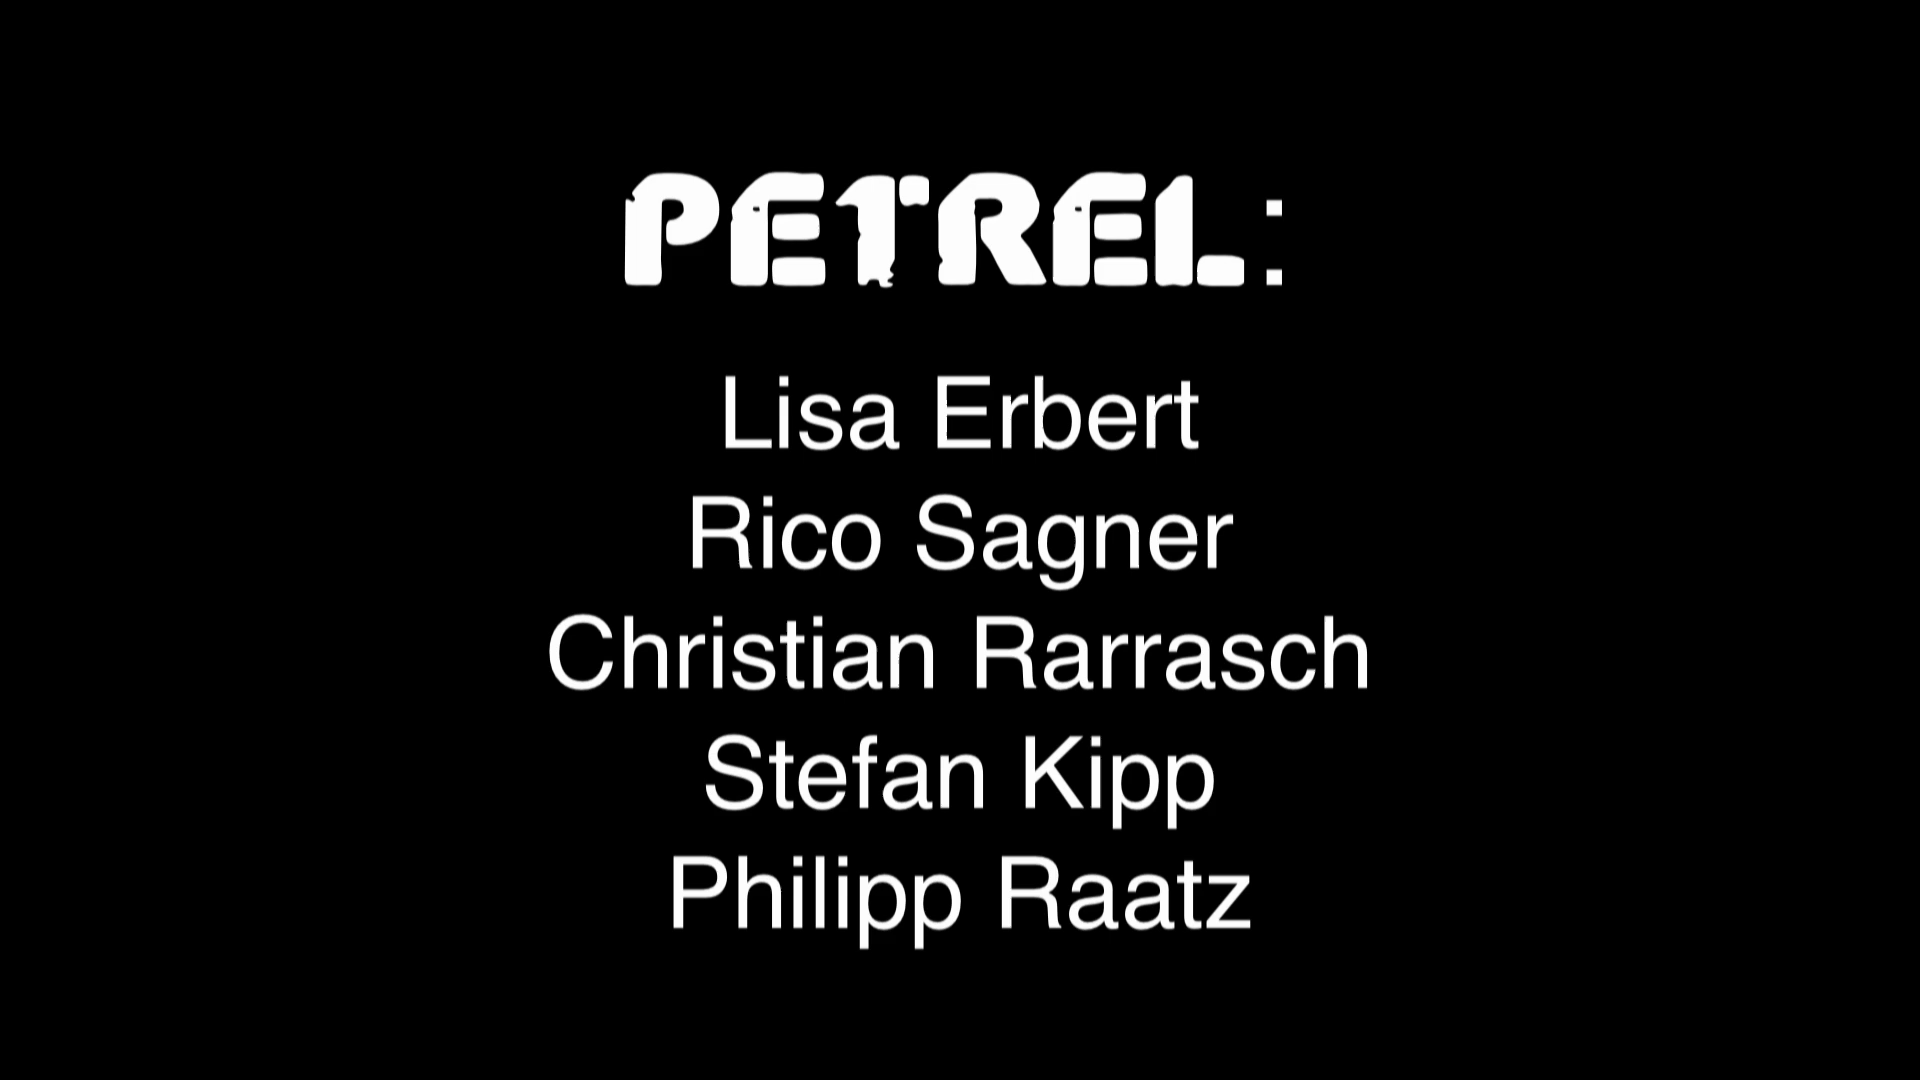 PETREL:
Lisa Erbert
Rico Sagner
Christian Rarrasch
Stefan Kipp
Philipp Raatz